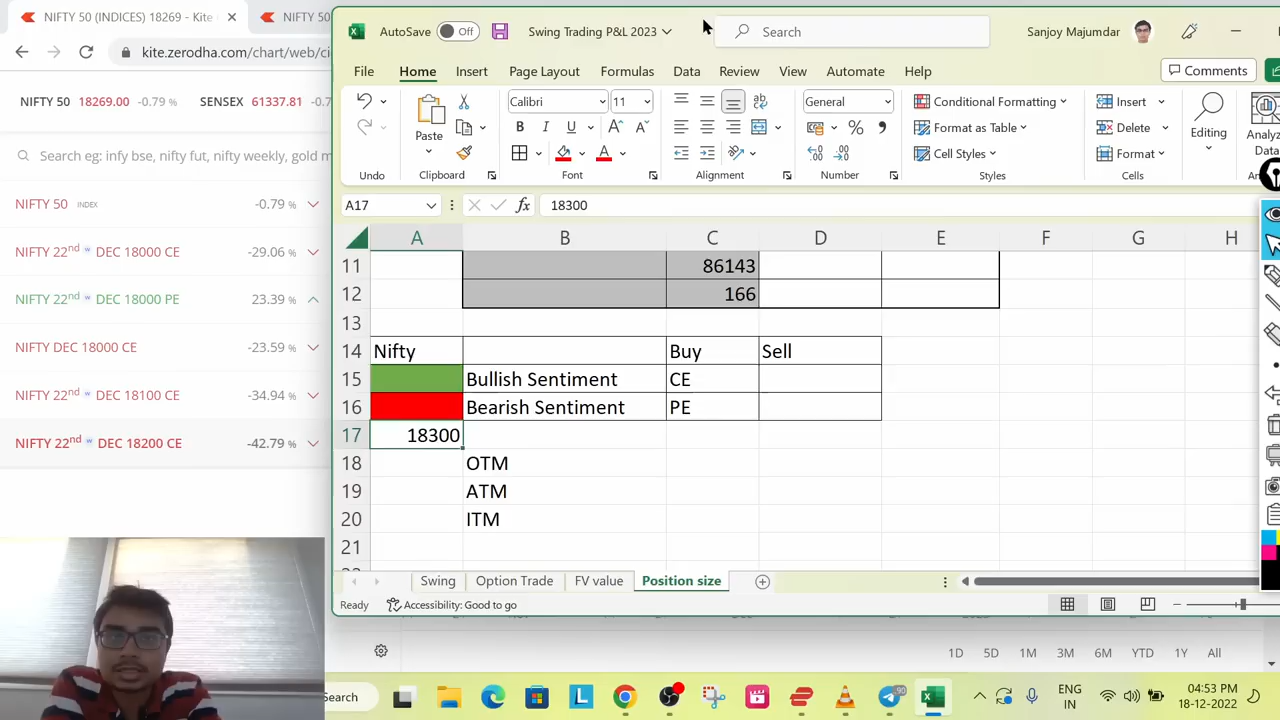 NIFTY 50 (INDICES) 18269 - Kite
NIFTY 50
kite.zerodha.com/chart/web/ci
NIFTY 50 18269.00 -0.79 % SENSEX 61337.81 -0.7
Search eg: infy bse, nifty fut, nifty weekly, gold m
NIFTY 50 INDEX -0.79 %
NIFTY 22nd w DEC 18000 CE -29.06 %
NIFTY 22nd w DEC 18000 PE 23.39 %
NIFTY DEC 18000 CE -23.59 %
NIFTY 22nd w DEC 18100 CE -34.94 %
NIFTY 22nd w DEC 18200 CE -42.79 %
AutoSave Off Swing Trading P&L 2023 Search Sanjoy Majumdar
File Home Insert Page Layout Formulas Data Review View Automate Help Comments
Calibri 11 General Conditional Formatting Insert
Paste B I U Format as Table Delete Editing Analyze
Data
Cell Styles Format
Undo Clipboard Font Alignment Number Styles Cells
A17 fx 18300
A B C D E F G H
11 86143
12 166
13
14 Nifty Buy Sell
15 Bullish Sentiment CE
16 Bearish Sentiment PE
17 18300
18 OTM
19 ATM
20 ITM
21
Swing Option Trade FV value Position size
Ready Accessibility: Good to go
1D 5D 1M 3M 6M 1Y All
Search 90 ENG 04:53 PM
IN 18-12-2022